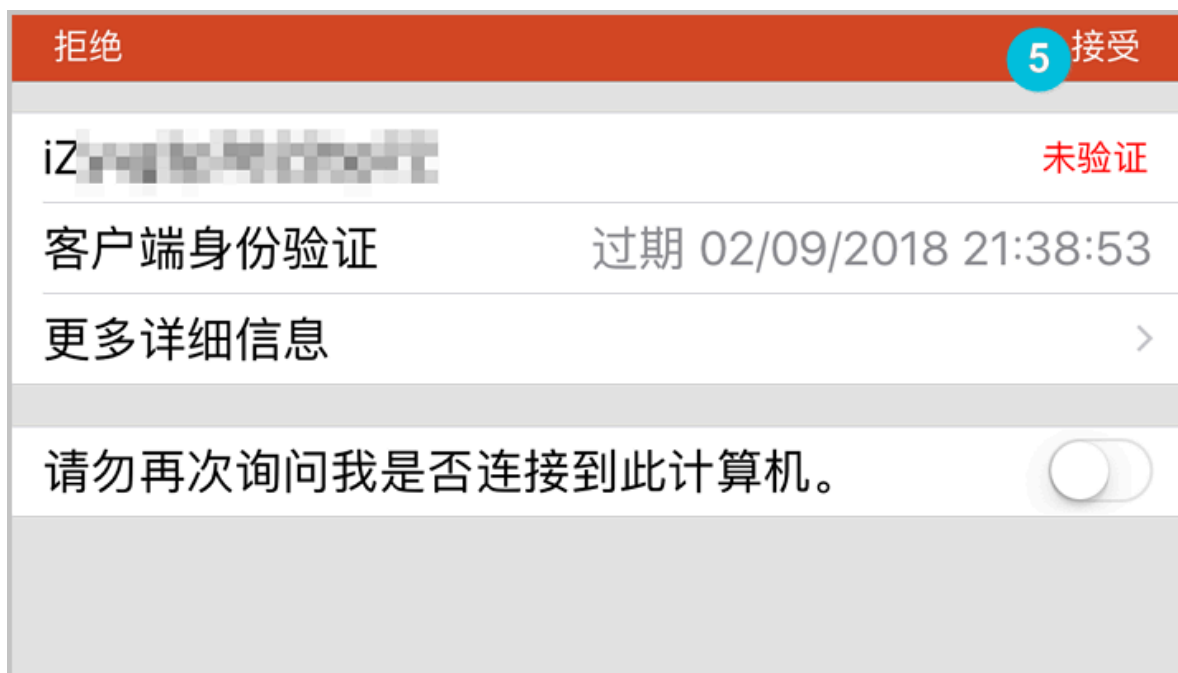 拒绝
5 接受
iZ
未验证
客户端身份验证 过期 02/09/2018 21:38:53
更多详细信息
请勿再次询问我是否连接到此计算机。